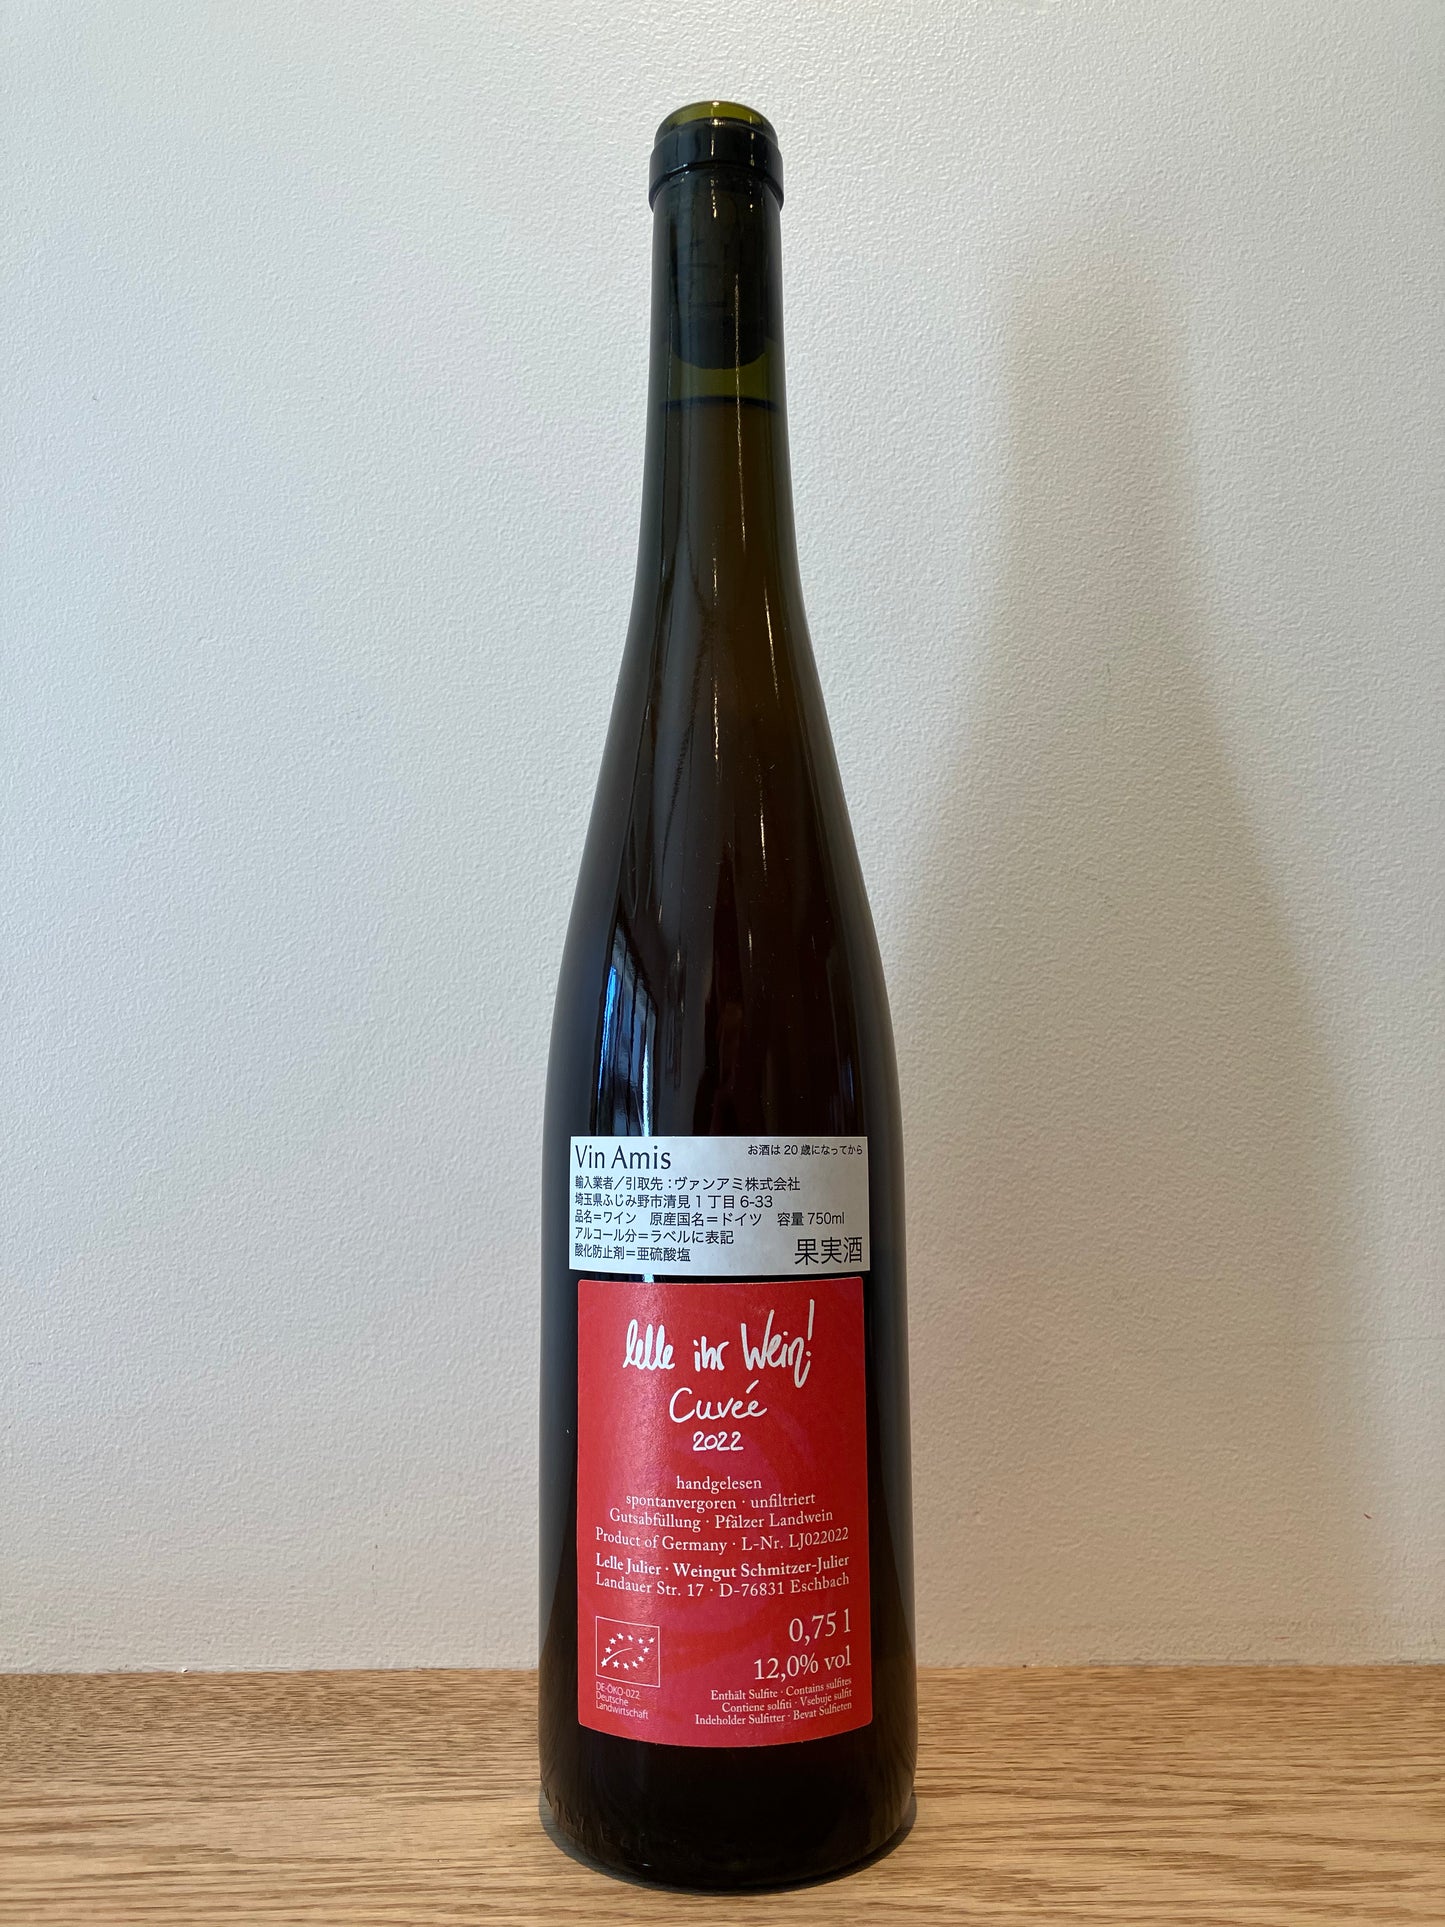 Vin Amis お酒は20歳になってから
輸入業者／引取先：ヴァンアミ株式会社
埼玉県ふじみ野市清見1丁目6-33
品名＝ワイン 原産国名＝ドイツ 容量750ml
アルコール分＝ラベルに表記
酸化防止剤＝亜硫酸塩 果実酒
lelle ihr Wein!
Cuvée
2022
handgelesen
spontanvergoren · unfiltriert
Gutsabfüllung · Pfälzer Landwein
Product of Germany · L-Nr. LJ022022
Lelle Julier · Weingut Schmitzer-Julier
Landauer Str. 17 · D-76831 Eschbach
0,75 l
12,0% vol
DE-ÖKO-022
Deutsche
Landwirtschaft
Enthält Sulfite · Contains sulfites
Contiene solfiti · Vsebuje sulfit
Indeholder Sulfitter · Bevat Sulfieten